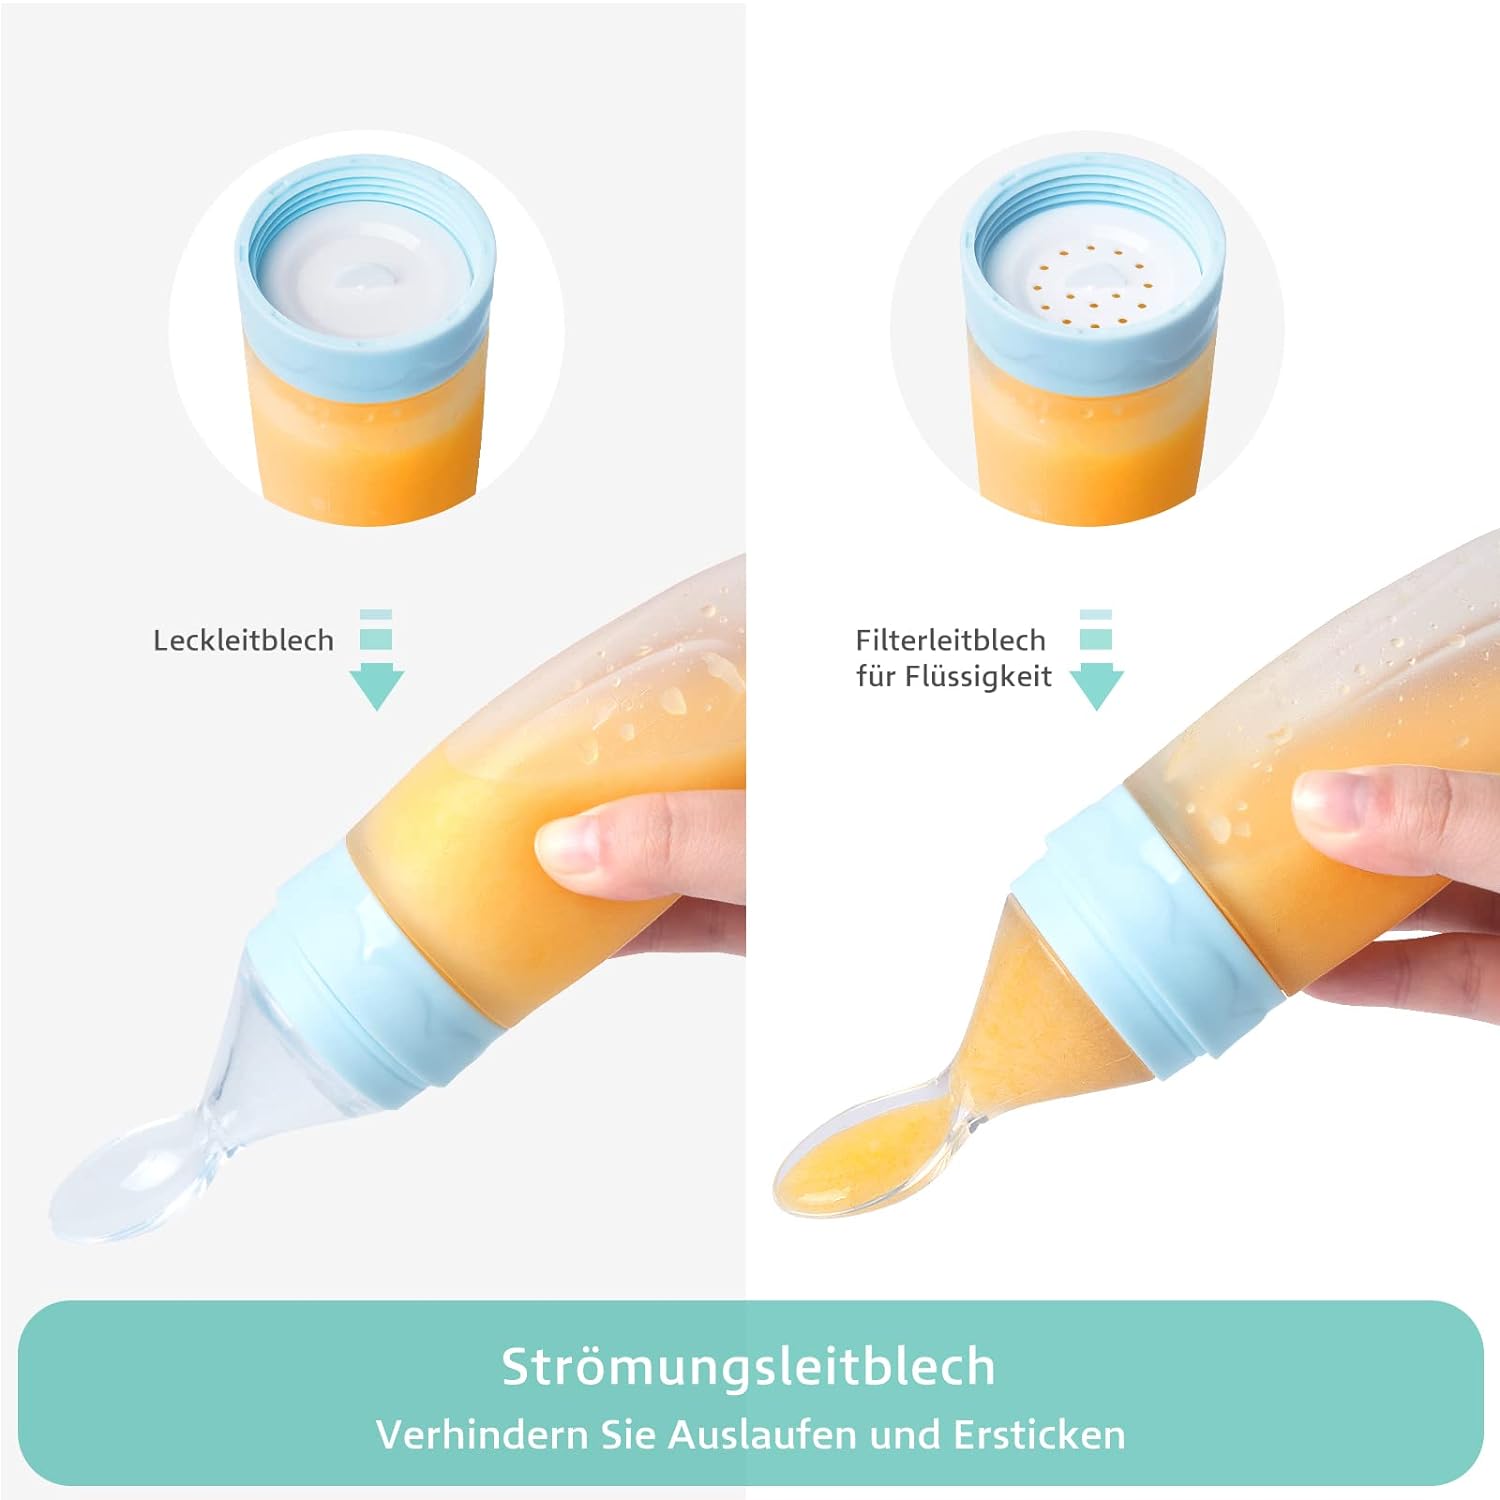 Leckleitblech
Filterleitblech
für Flüssigkeit
Strömungsleitblech
Verhindern Sie Auslaufen und Ersticken